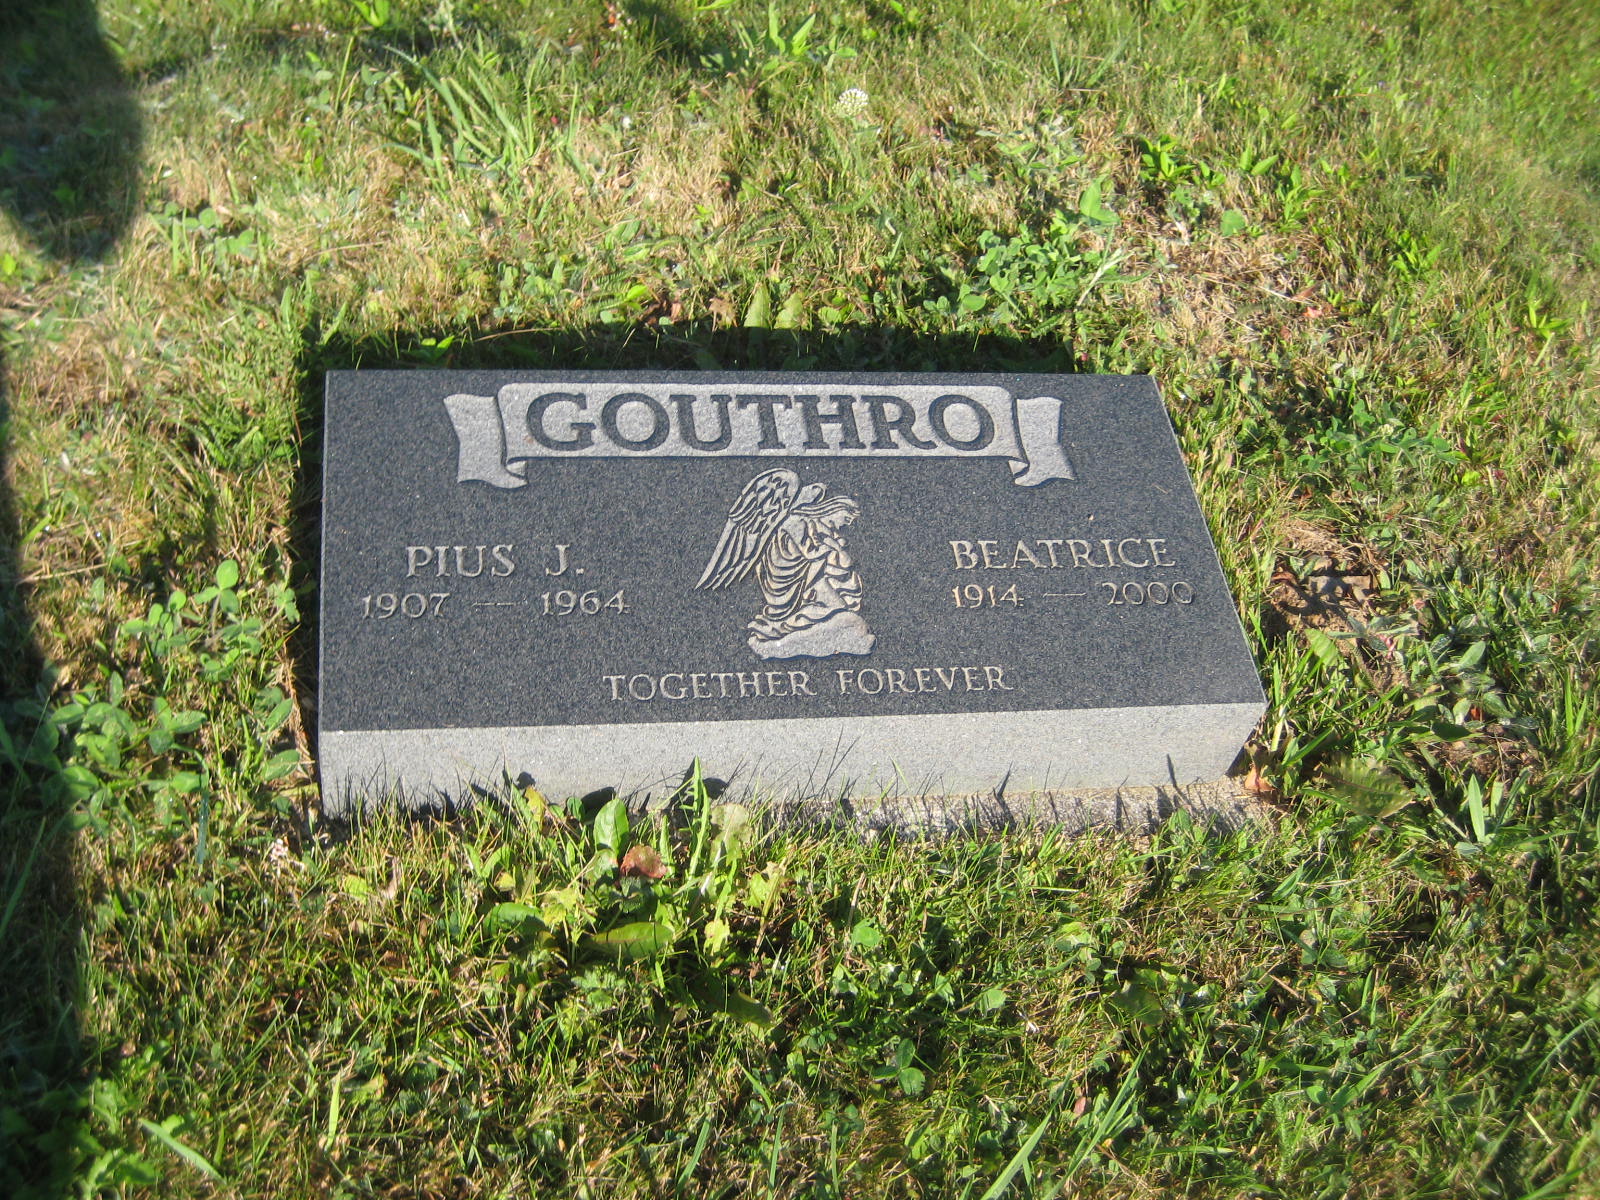 GOUTHRO
PIUS J.
1907 — 1964
BEATRICE
1914 — 2000
TOGETHER FOREVER